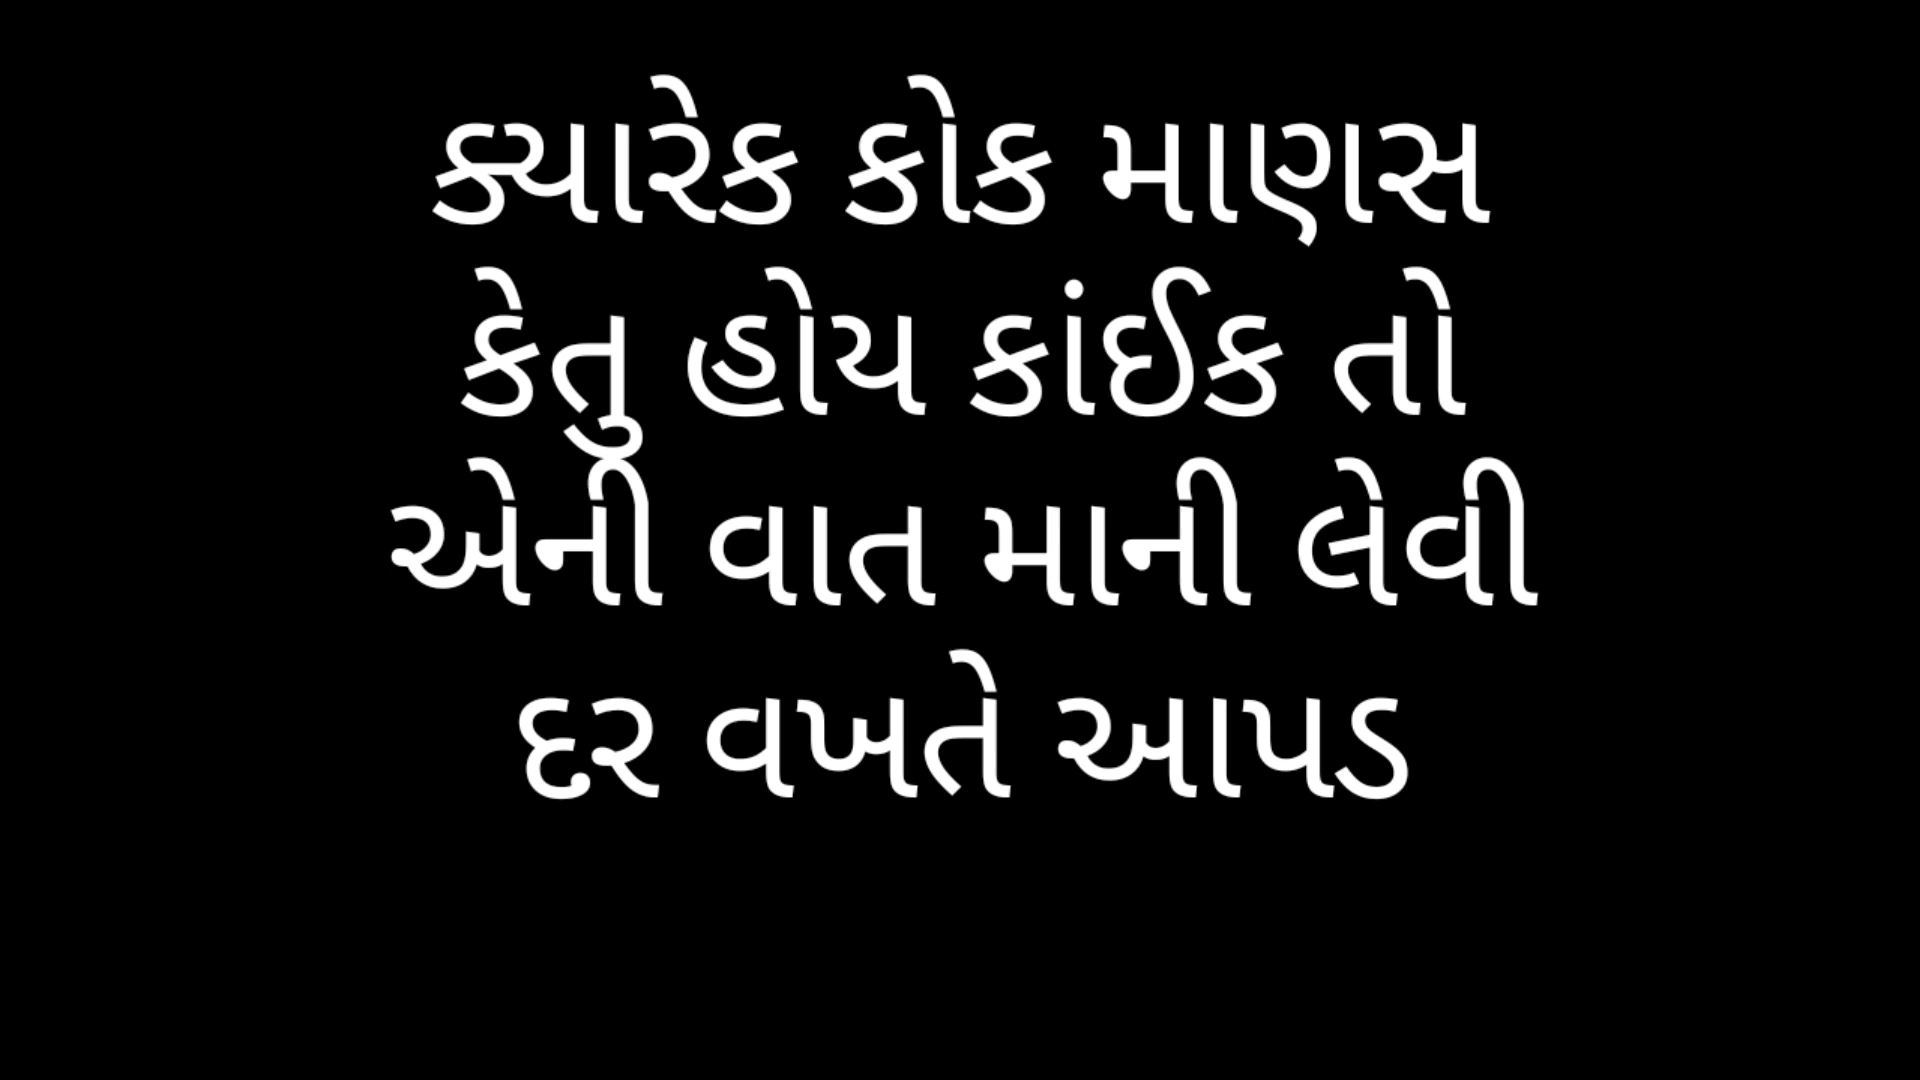 ક્યારેક કોક માણસ
કેતુ હોય કાંઈક તો
એની વાત માની લેવી
દર વખતે આપડ